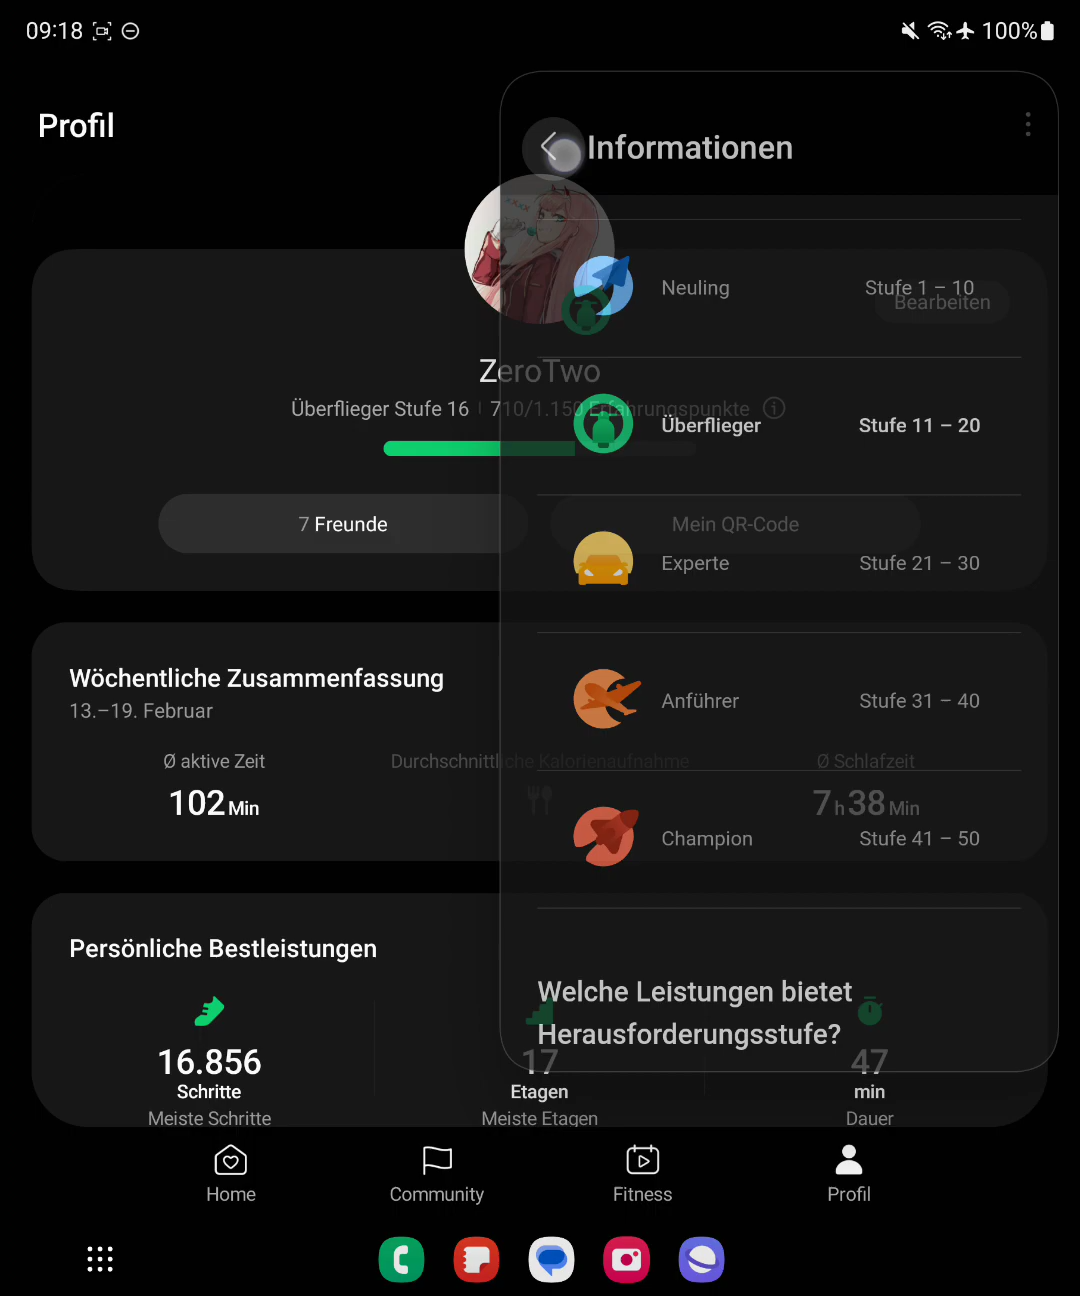 09:18
100%
Profil
Informationen
Neuling
Stufe 1 – 10
Bearbeiten
ZeroTwo
Überflieger Stufe 16 | 710/1.150 Erfahrungspunkte
Überflieger
Stufe 11 – 20
7 Freunde
Mein QR-Code
Experte
Stufe 21 – 30
Wöchentliche Zusammenfassung
13.–19. Februar
Anführer
Stufe 31 – 40
Ø aktive Zeit
Durchschnittliche Kalorienaufnahme
Ø Schlafzeit
102 Min
7 h 38 Min
Champion
Stufe 41 – 50
Persönliche Bestleistungen
Welche Leistungen bietet
Herausforderungsstufe?
16.856
17
47
Schritte
Etagen
min
Meiste Schritte
Meiste Etagen
Dauer
Home
Community
Fitness
Profil